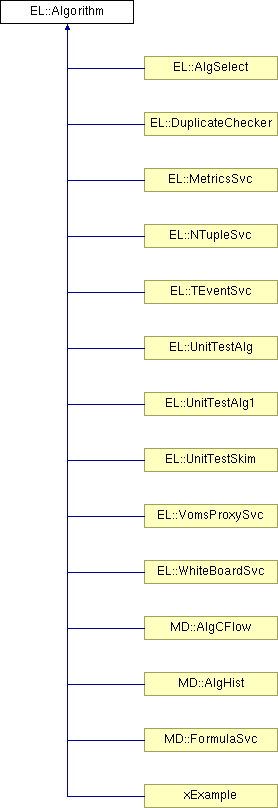 EL::Algorithm
EL::AlgSelect
EL::DuplicateChecker
EL::MetricsSvc
EL::NTupleSvc
EL::TEventSvc
EL::UnitTestAlg
EL::UnitTestAlg1
EL::UnitTestSkim
EL::VomsProxySvc
EL::WhiteBoardSvc
MD::AlgCFlow
MD::AlgHist
MD::FormulaSvc
xExample